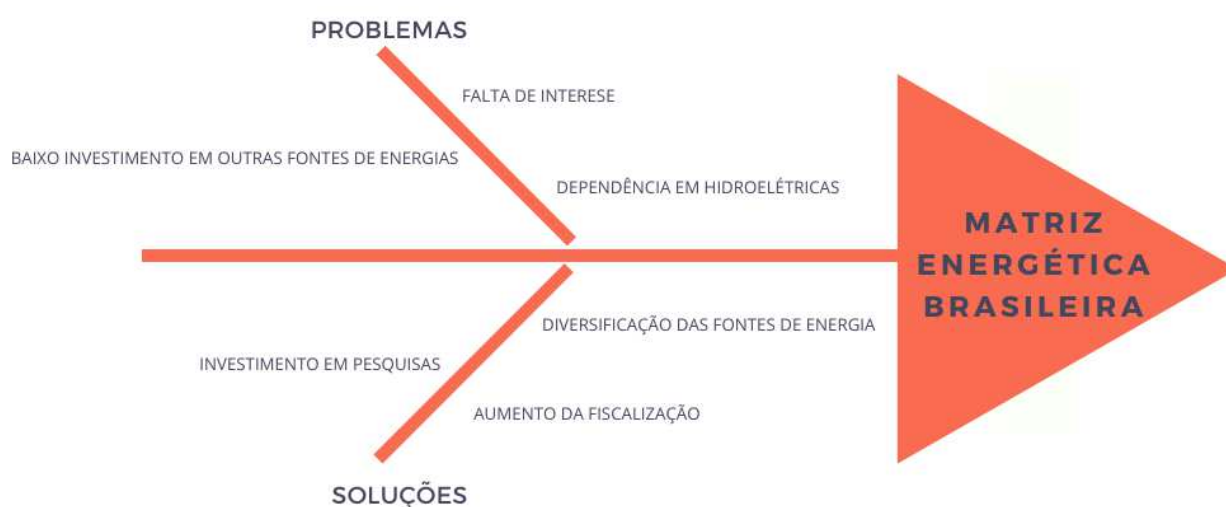 PROBLEMAS
FALTA DE INTERESE
BAIXO INVESTIMENTO EM OUTRAS FONTES DE ENERGIAS
DEPENDÊNCIA EM HIDROELÉTRICAS
MATRIZ
ENERGÉTICA
BRASILEIRA
DIVERSIFICAÇÃO DAS FONTES DE ENERGIA
INVESTIMENTO EM PESQUISAS
AUMENTO DA FISCALIZAÇÃO
SOLUÇÕES